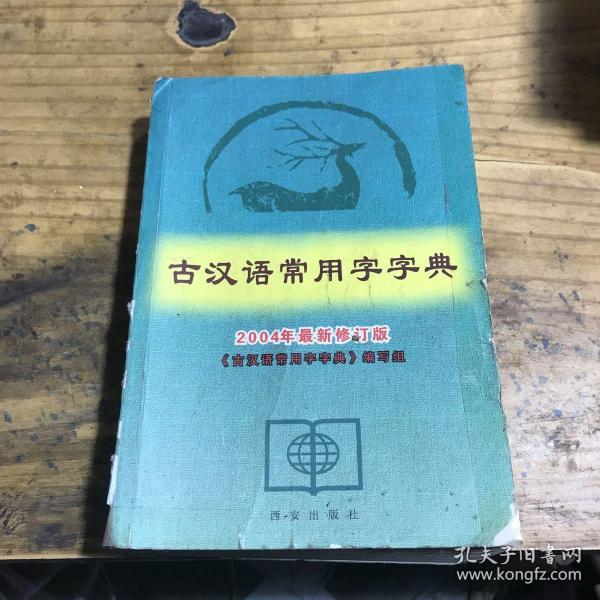 古汉语常用字字典
2004年最新修订版
《古汉语常用字字典》编写组
西安出版社
孔夫子旧书网
www.kongfz.com